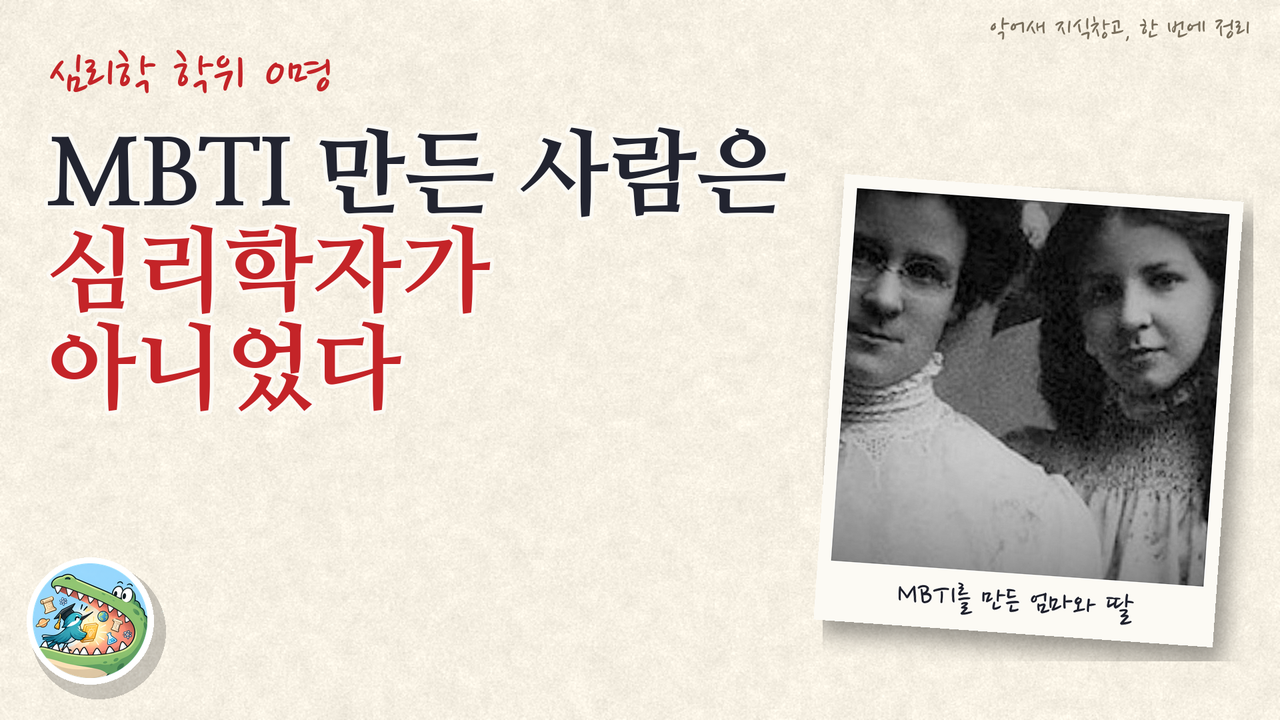 악어새 지식창고, 한 번에 정리
심리학 학위 0명
MBTI 만든 사람은
심리학자가
아니었다
MBTI를 만든 엄마와 딸